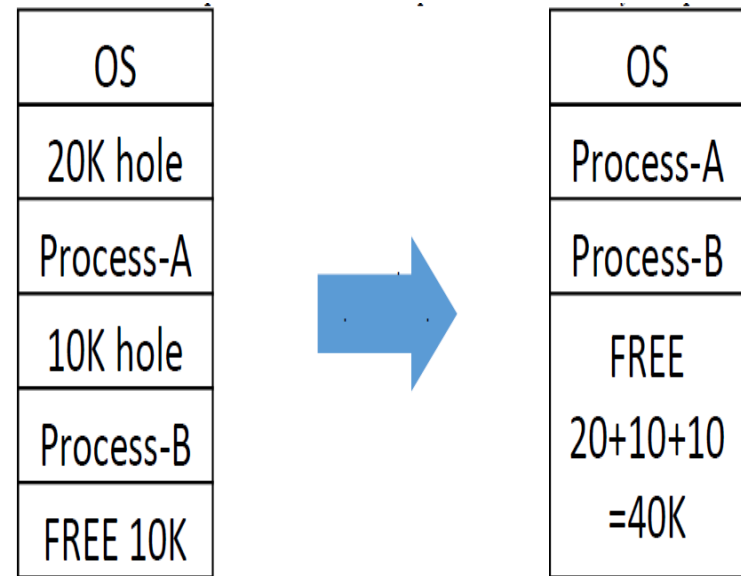 OS
20K hole
Process-A
10K hole
Process-B
FREE 10K
OS
Process-A
Process-B
FREE
20+10+10
=40K